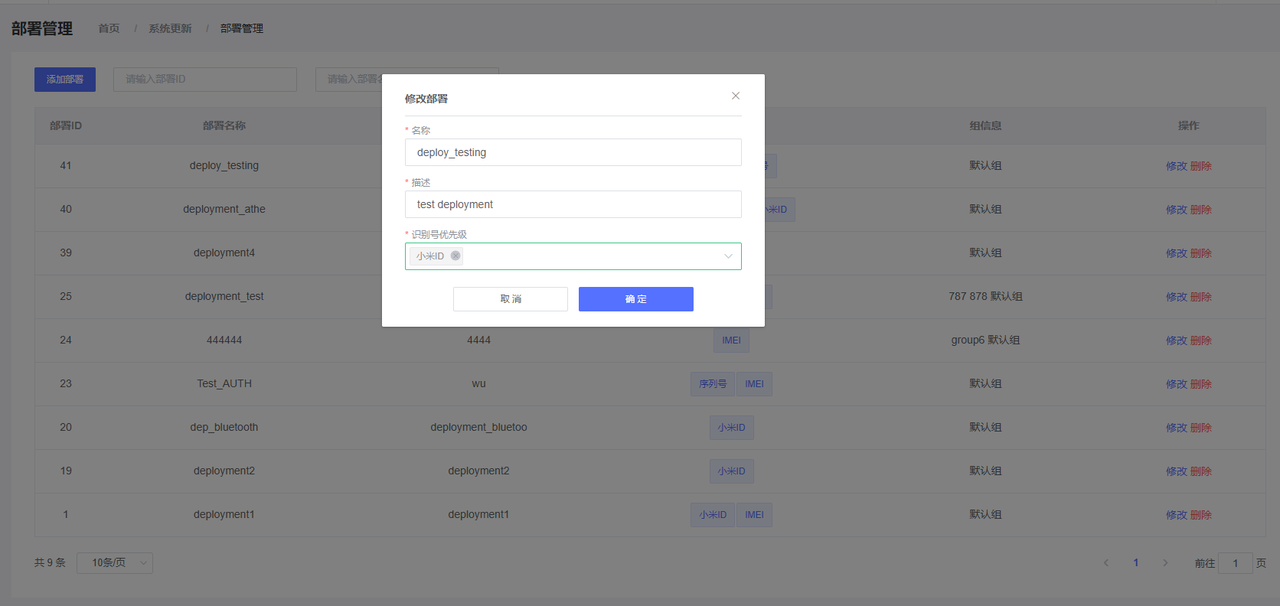 部署管理 首页 / 系统更新 / 部署管理
添加部署 请输入部署ID 请输入部署
修改部署
* 名称
deploy_testing
* 描述
test deployment
* 识别号优先级
小米ID
取消 确定
部署ID 部署名称 组信息 操作
41 deploy_testing 默认组 修改 删除
40 deployment_athe 小米ID 默认组 修改 删除
39 deployment4 默认组 修改 删除
25 deployment_test 787 878 默认组 修改 删除
24 444444 4444 IMEI group6 默认组 修改 删除
23 Test_AUTH wu 序列号 IMEI 默认组 修改 删除
20 dep_bluetooth deployment_bluetoo 小米ID 默认组 修改 删除
19 deployment2 deployment2 小米ID 默认组 修改 删除
1 deployment1 deployment1 小米ID IMEI 默认组 修改 删除
共 9 条 10条/页 1 前往 1 页